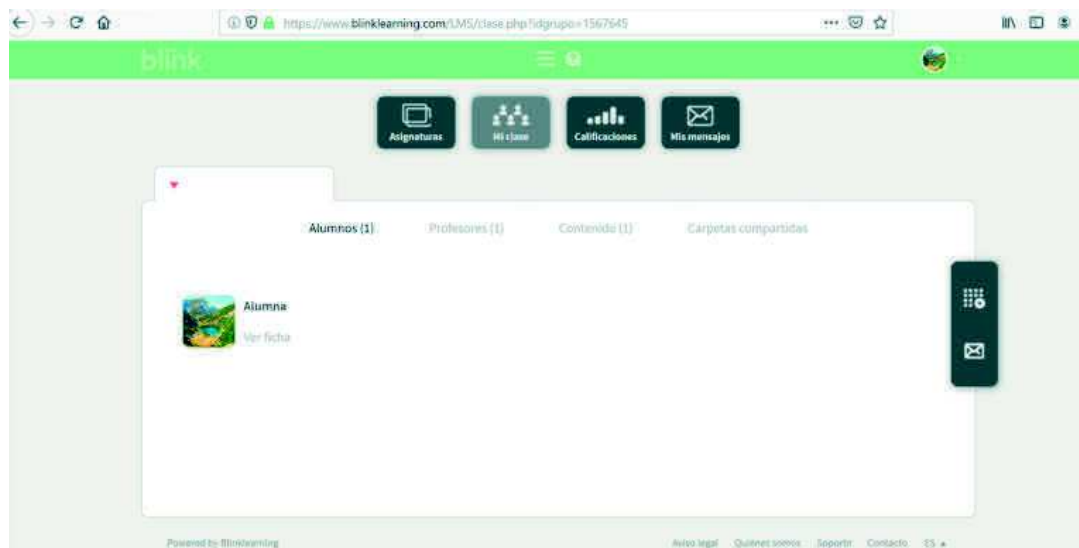 https://www.blinklearning.com/LMS/clase.php?idgrupo=1567645
blink
Asignaturas
Mi clase
Calificaciones
Mis mensajes
Alumnos (1) Profesores (1) Contenido (1) Carpetas compartidas
Alumna
Ver ficha
Powered by Blinklearning Aviso legal Quiénes somos Soporte Contacto ES